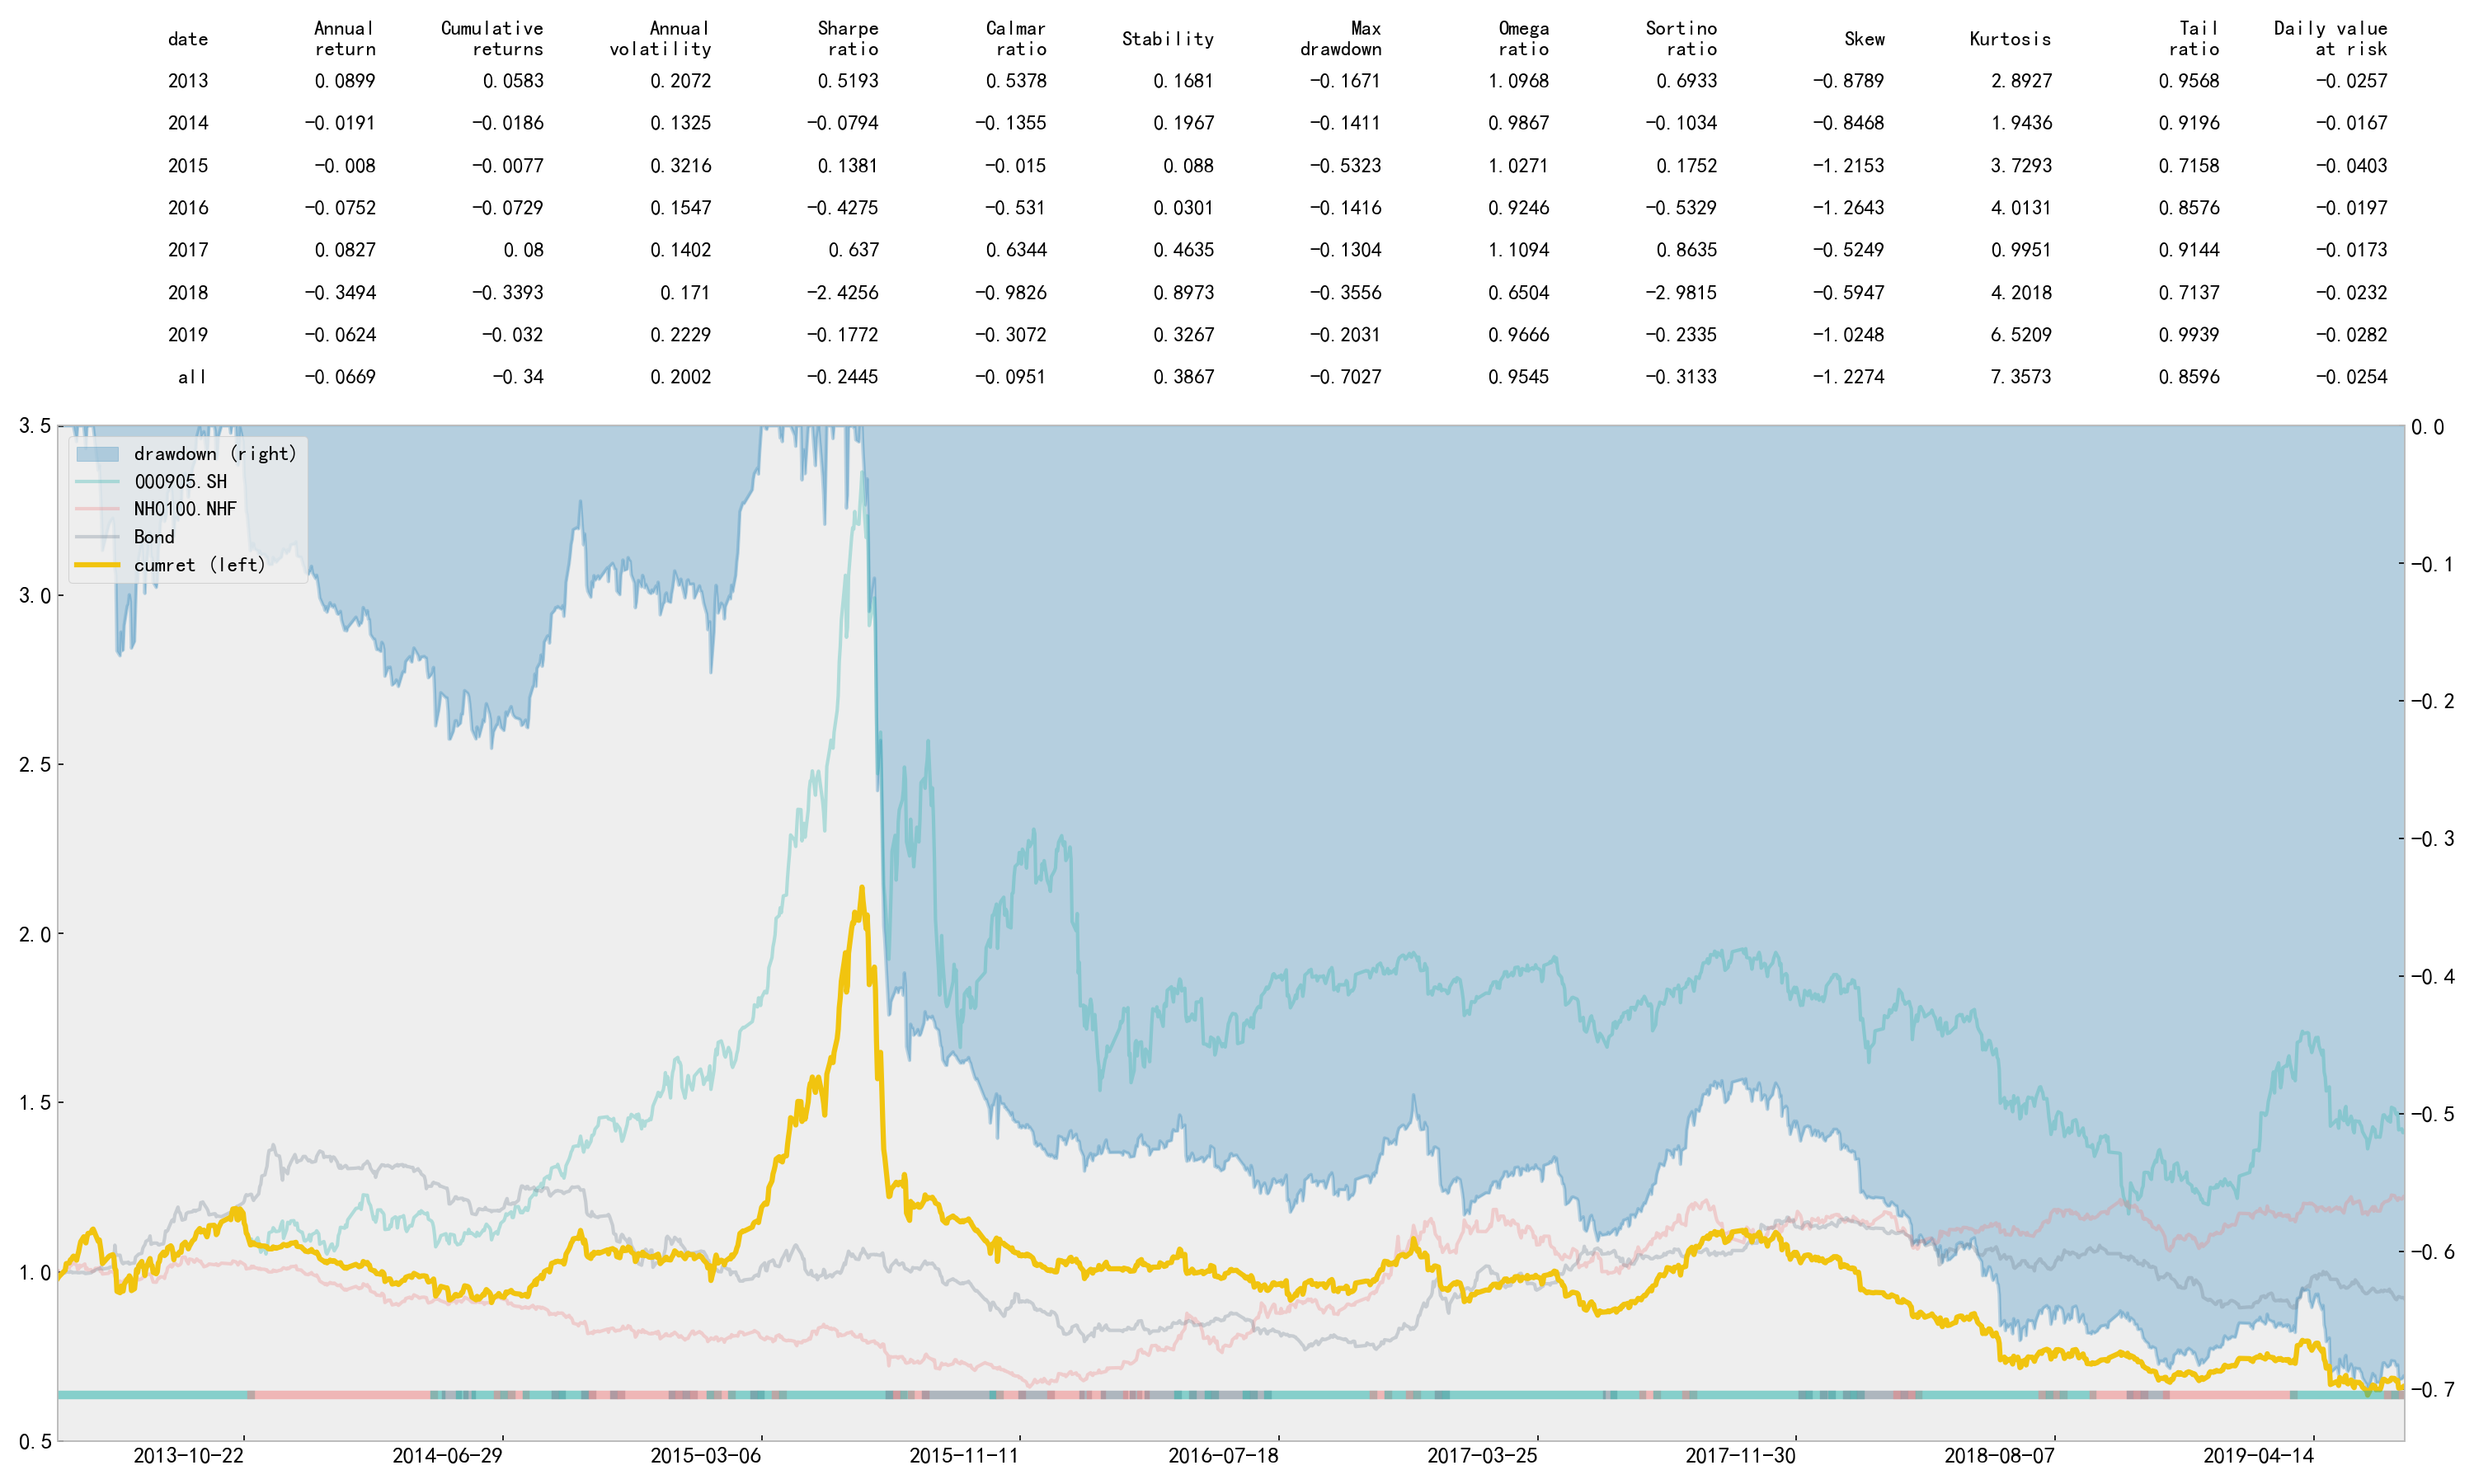 date Annual return Cumulative returns Annual volatility Sharpe ratio Calmar ratio Stability Max drawdown Omega ratio Sortino ratio Skew Kurtosis Tail ratio Daily value at risk
2013 0.0899 0.0583 0.2072 0.5193 0.5378 0.1681 −0.1671 1.0968 0.6933 −0.8789 2.8927 0.9568 −0.0257
2014 −0.0191 −0.0186 0.1325 −0.0794 −0.1355 0.1967 −0.1411 0.9867 −0.1034 −0.8468 1.9436 0.9196 −0.0167
2015 −0.008 −0.0077 0.3216 0.1381 −0.015 0.088 −0.5323 1.0271 0.1752 −1.2153 3.7293 0.7158 −0.0403
2016 −0.0752 −0.0729 0.1547 −0.4275 −0.531 0.0301 −0.1416 0.9246 −0.5329 −1.2643 4.0131 0.8576 −0.0197
2017 0.0827 0.08 0.1402 0.637 0.6344 0.4635 −0.1304 1.1094 0.8635 −0.5249 0.9951 0.9144 −0.0173
2018 −0.3494 −0.3393 0.171 −2.4256 −0.9826 0.8973 −0.3556 0.6504 −2.9815 −0.5947 4.2018 0.7137 −0.0232
2019 −0.0624 −0.032 0.2229 −0.1772 −0.3072 0.3267 −0.2031 0.9666 −0.2335 −1.0248 6.5209 0.9939 −0.0282
all −0.0669 −0.34 0.2002 −0.2445 −0.0951 0.3867 −0.7027 0.9545 −0.3133 −1.2274 7.3573 0.8596 −0.0254
3.5
3.0
2.5
2.0
1.5
1.0
0.5
drawdown (right)
000905.SH
NH0100.NHF
Bond
cumret (left)
0.0
−0.1
−0.2
−0.3
−0.4
−0.5
−0.6
−0.7
2013-10-22 2014-06-29 2015-03-06 2015-11-11 2016-07-18 2017-03-25 2017-11-30 2018-08-07 2019-04-14